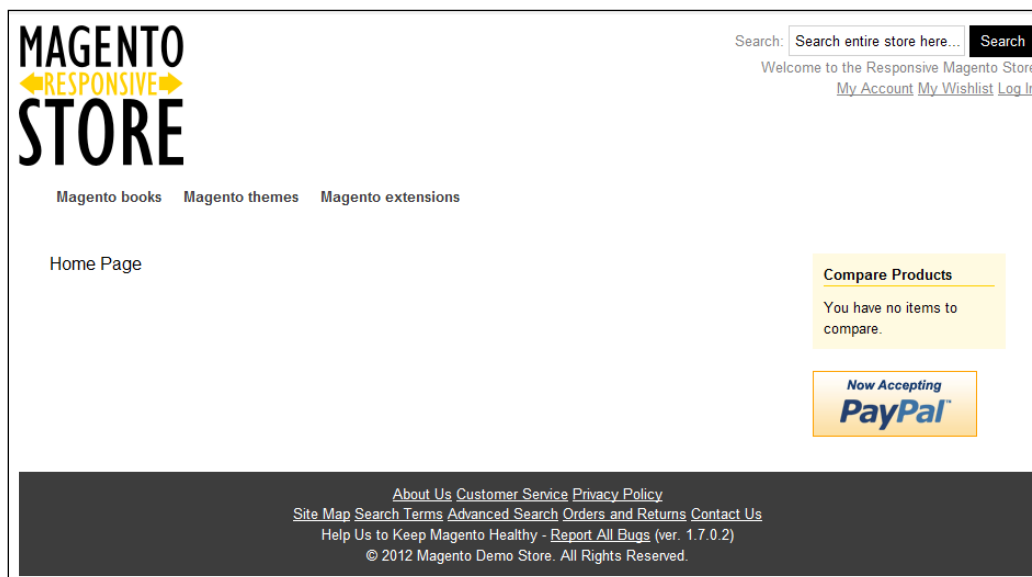 MAGENTO
RESPONSIVE
STORE
Search: Search entire store here... Search
Welcome to the Responsive Magento Store
My Account My Wishlist Log In
Magento books Magento themes Magento extensions
Home Page
Compare Products
You have no items to
compare.
Now Accepting
PayPal™
About Us Customer Service Privacy Policy
Site Map Search Terms Advanced Search Orders and Returns Contact Us
Help Us to Keep Magento Healthy - Report All Bugs (ver. 1.7.0.2)
© 2012 Magento Demo Store. All Rights Reserved.